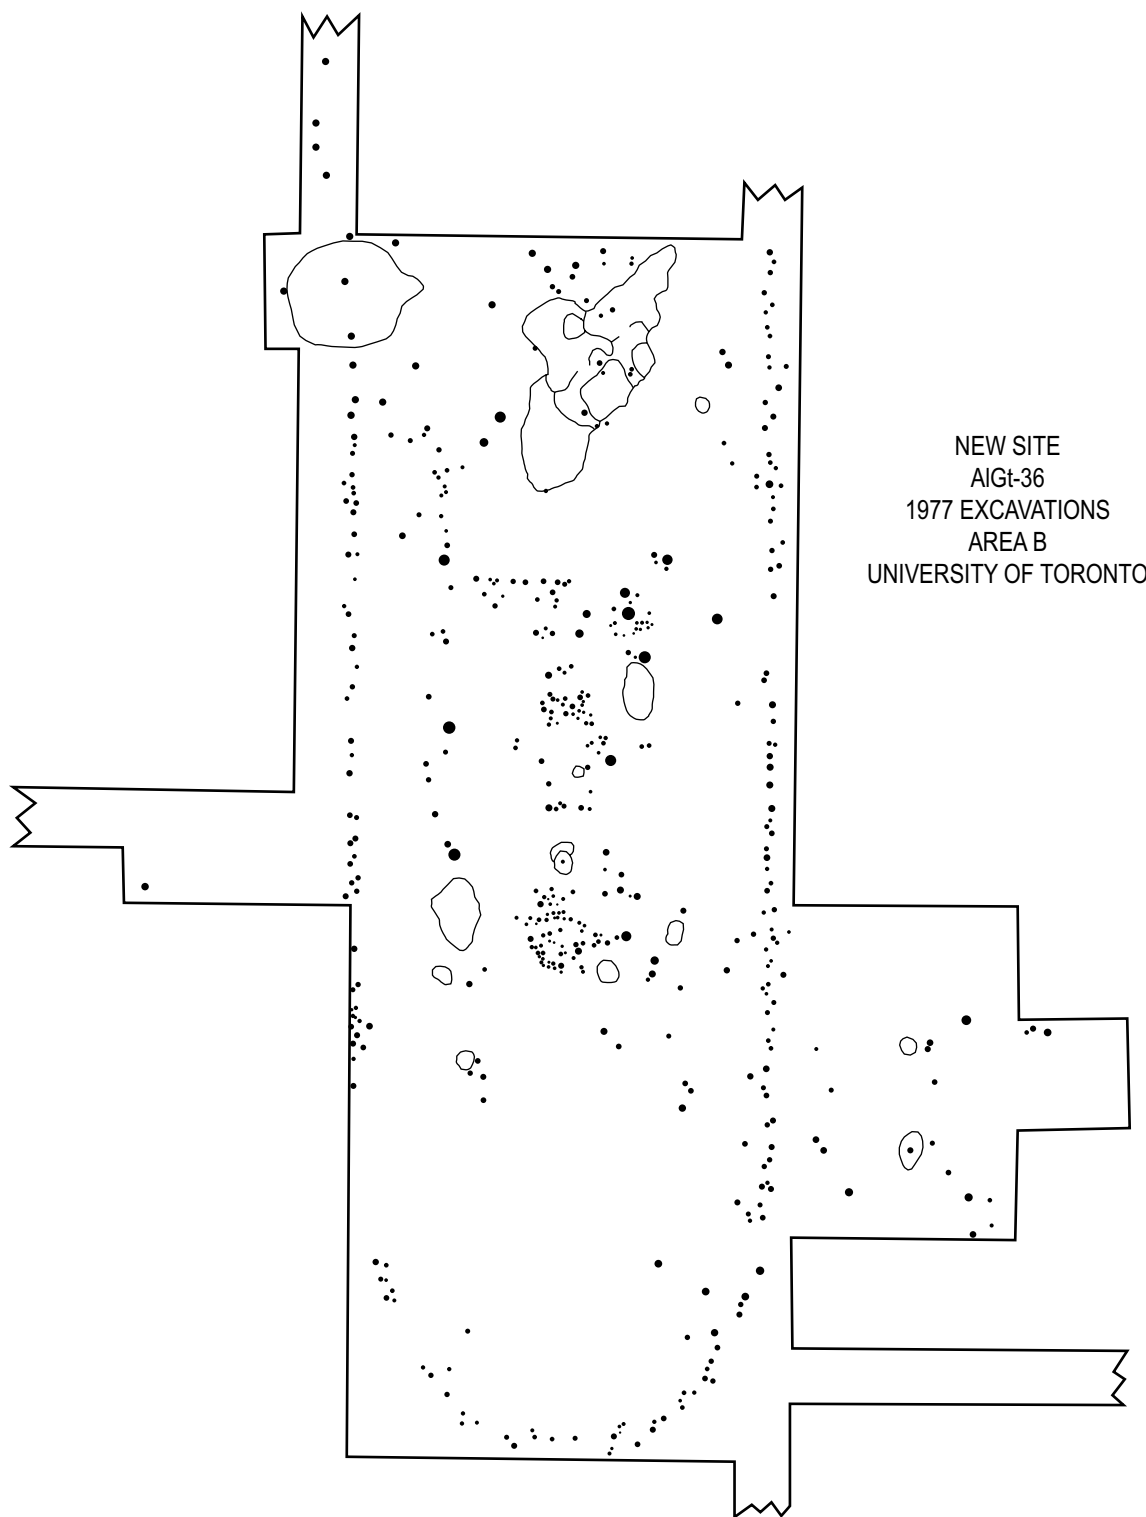 NEW SITE
AlGt-36
1977 EXCAVATIONS
AREA B
UNIVERSITY OF TORONTO